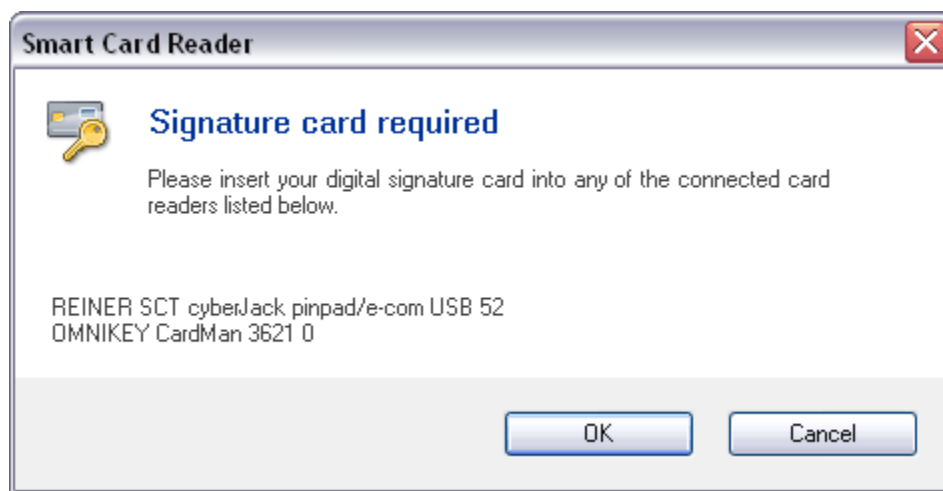 Smart Card Reader
Signature card required
Please insert your digital signature card into any of the connected card
readers listed below.
REINER SCT cyberJack pinpad/e-com USB 52
OMNIKEY CardMan 3621 0
OK
Cancel